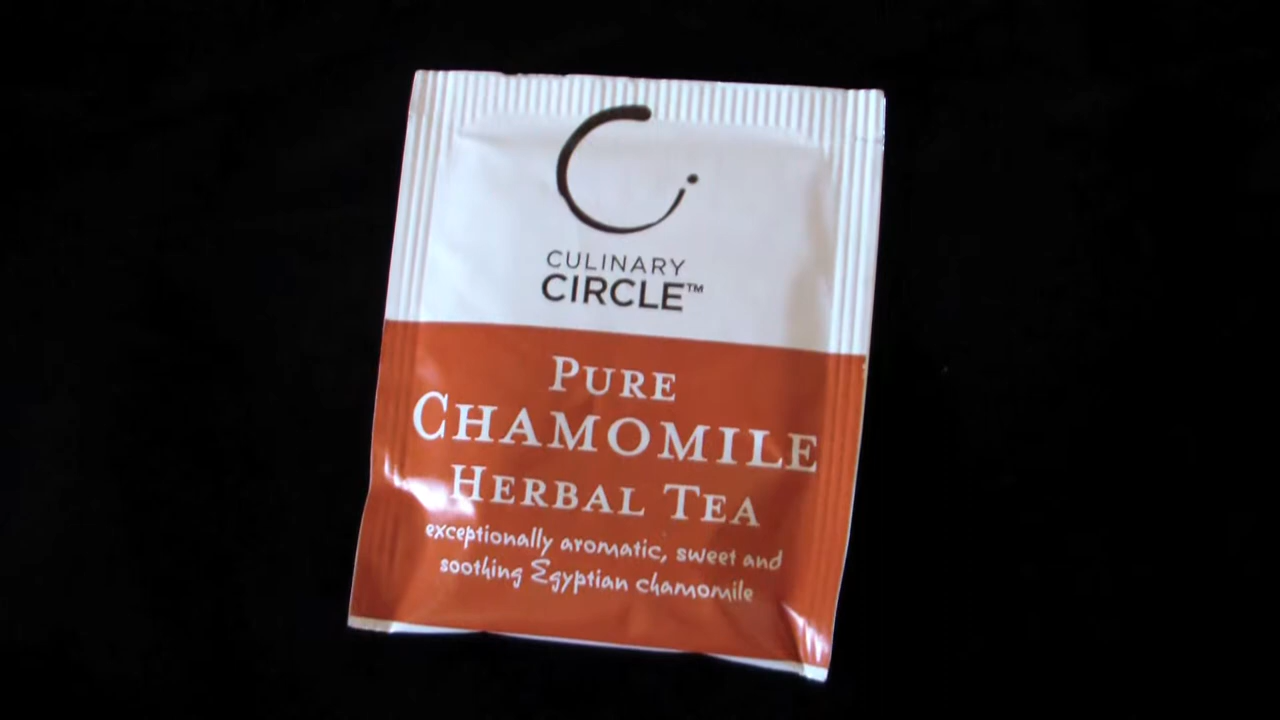 CULINARY
CIRCLE™
PURE
CHAMOMILE
HERBAL TEA
exceptionally aromatic, sweet and
soothing Egyptian chamomile